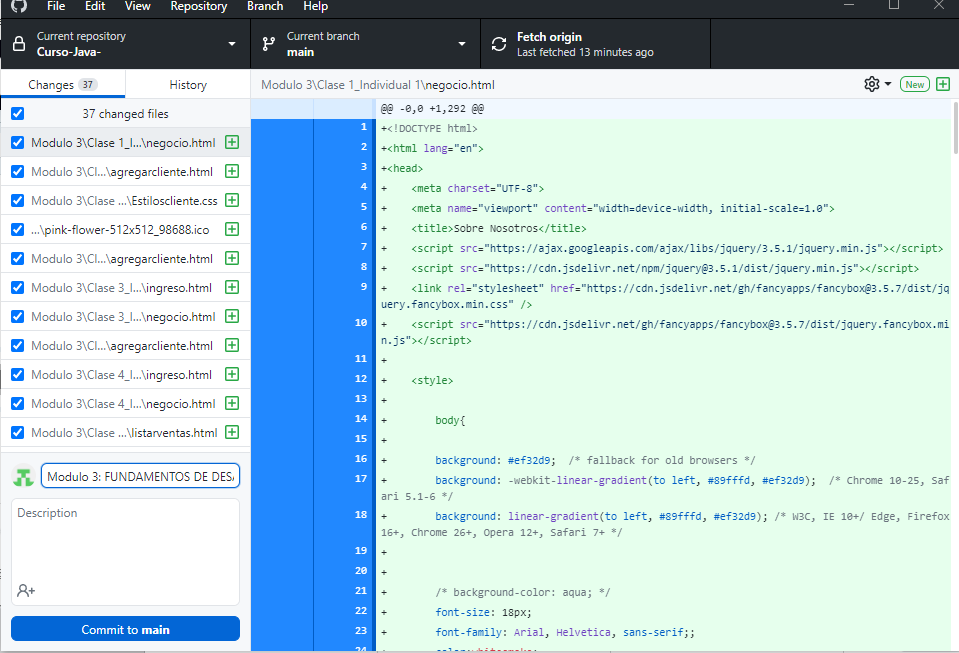 File Edit View Repository Branch Help
Current repository
Curso-Java-
Current branch
main
Fetch origin
Last fetched 13 minutes ago
Changes 37
History
Modulo 3\Clase 1_Individual 1\negocio.html
New
37 changed files
Modulo 3\Clase 1_I...\negocio.html
Modulo 3\Cl...\agregarcliente.html
Modulo 3\Clase ...\Estiloscliente.css
...\pink-flower-512x512_98688.ico
Modulo 3\Cl...\agregarcliente.html
Modulo 3\Clase 3_I...\ingreso.html
Modulo 3\Clase 3_I...\negocio.html
Modulo 3\Cl...\agregarcliente.html
Modulo 3\Clase 4_I...\ingreso.html
Modulo 3\Clase 4_I...\negocio.html
Modulo 3\Clase ...\listarventas.html
Modulo 3: FUNDAMENTOS DE DESA
Description
Commit to main
@@ -0,0 +1,292 @@
1 +<!DOCTYPE html>
2 +<html lang="en">
3 +<head>
4 +    <meta charset="UTF-8">
5 +    <meta name="viewport" content="width=device-width, initial-scale=1.0">
6 +    <title>Sobre Nosotros</title>
7 +    <script src="https://ajax.googleapis.com/ajax/libs/jquery/3.5.1/jquery.min.js"></script>
8 +    <script src="https://cdn.jsdelivr.net/npm/jquery@3.5.1/dist/jquery.min.js"></script>
9 +    <link rel="stylesheet" href="https://cdn.jsdelivr.net/gh/fancyapps/fancybox@3.5.7/dist/jq
uery.fancybox.min.css" />
10 +    <script src="https://cdn.jsdelivr.net/gh/fancyapps/fancybox@3.5.7/dist/jquery.fancybox.mi
n.js"></script>
11 +
12 +    <style>
13 +
14 +        body{
15 +
16 +        background: #ef32d9;  /* fallback for old browsers */
17 +        background: -webkit-linear-gradient(to left, #89fffd, #ef32d9);  /* Chrome 10-25, Saf
ari 5.1-6 */
18 +        background: linear-gradient(to left, #89fffd, #ef32d9); /* W3C, IE 10+/ Edge, Firefox
16+, Chrome 26+, Opera 12+, Safari 7+ */
19 +
20 +
21 +        /* background-color: aqua; */
22 +        font-size: 18px;
23 +        font-family: Arial, Helvetica, sans-serif;;
24 +        color:whitesmoke;